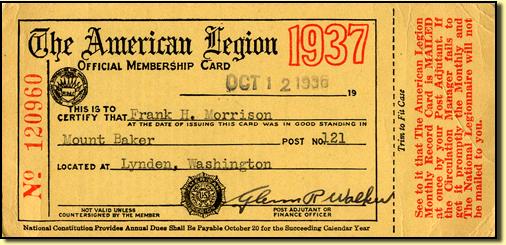 The American Legion 1937
OFFICIAL MEMBERSHIP CARD
OCT 12 1936 19
No 120960
THIS IS TO
CERTIFY THAT Frank H. Morrison
AT THE DATE OF ISSUING THIS CARD WAS IN GOOD STANDING IN
Mount Baker POST NO. 121
LOCATED AT Lynden, Washington
Glenn R Walker
NOT VALID UNLESS
COUNTERSIGNED BY THE MEMBER
POST ADJUTANT OR
FINANCE OFFICER
National Constitution Provides Annual Dues Shall Be Payable October 20 for the Succeeding Calendar Year
Trim to Fit Case
See to it that The American Legion
Monthly Record Card is MAILED
at once by your Post Adjutant. If
the Circulation Manager fails to
get it promptly the Monthly and
The National Legionnaire will not
be mailed to you.